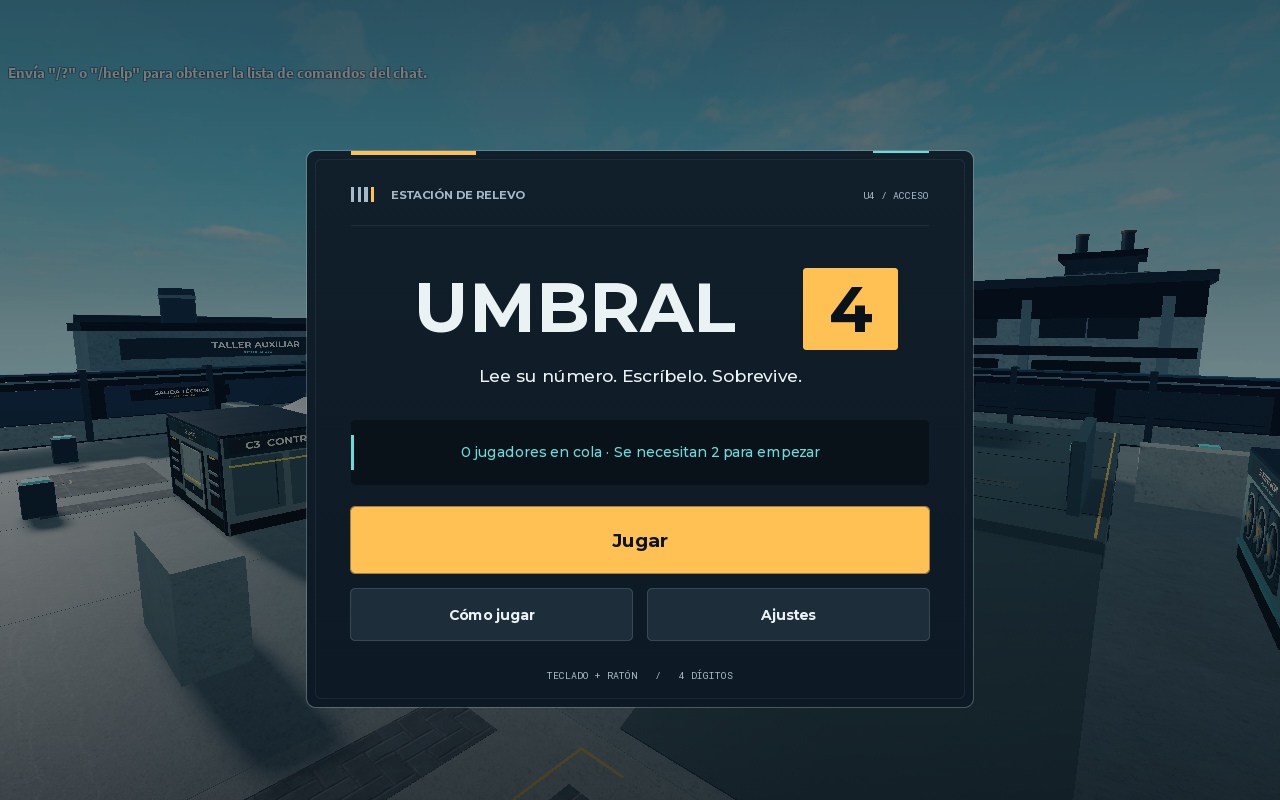 Envía "/?" o "/help" para obtener la lista de comandos del chat.
ESTACIÓN DE RELEVO
U4 / ACCESO
UMBRAL 4
Lee su número. Escríbelo. Sobrevive.
TALLER AUXILIAR
SALIDA TÉCNICA
C3 CONTR
0 jugadores en cola · Se necesitan 2 para empezar
Jugar
Cómo jugar
Ajustes
TECLADO + RATÓN / 4 DÍGITOS